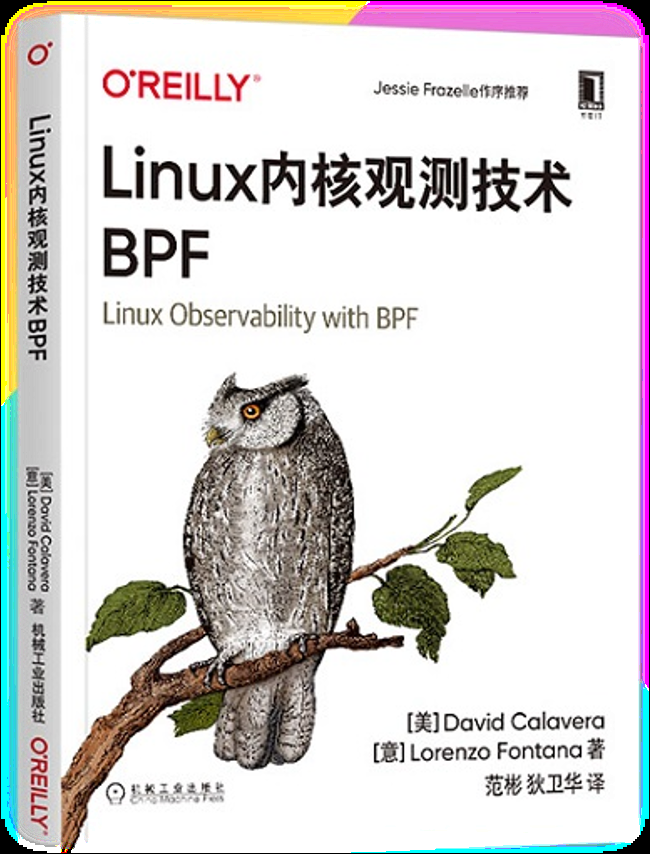 O'REILLY®
Jessie Frazelle作序推荐
Linux内核观测技术
BPF
Linux Observability with BPF
[美] David Calavera
[意] Lorenzo Fontana 著
范彬 狄卫华 译
机械工业出版社
China Machine Press
Linux内核观测技术BPF
[美] David Calavera
[意] Lorenzo Fontana 著
机械工业出版社
O'REILLY®